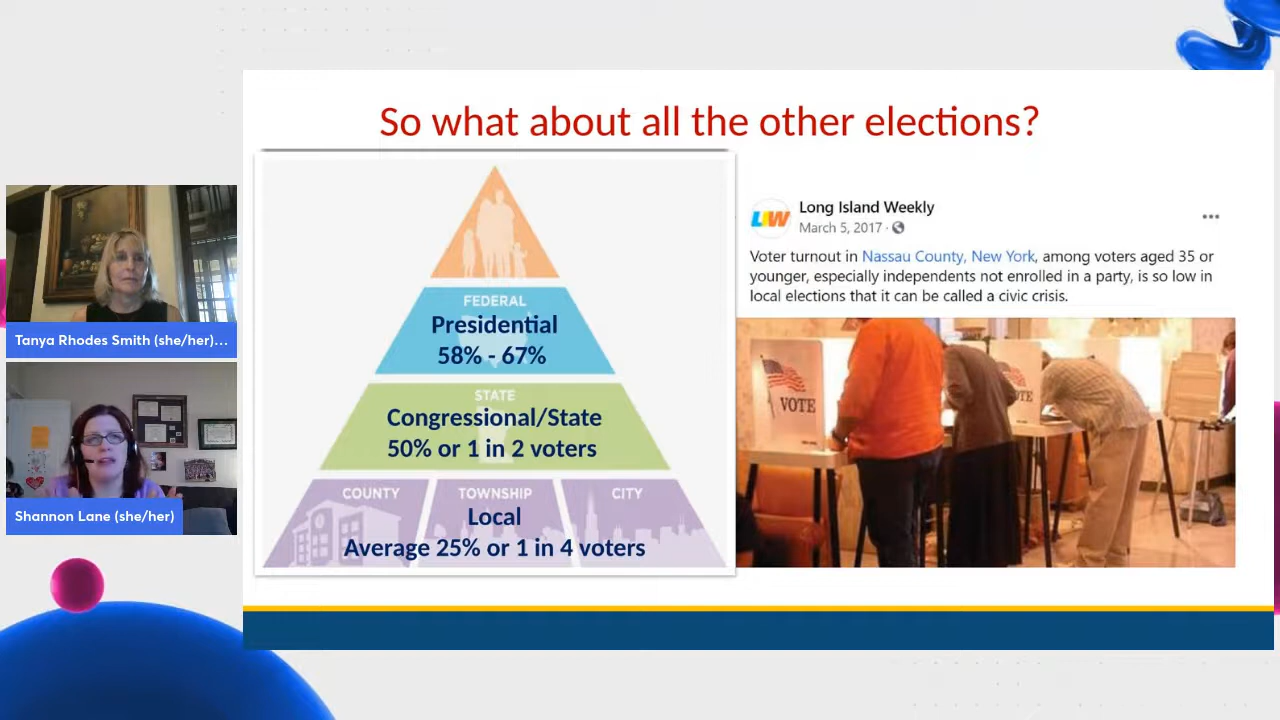 So what about all the other elections?
FEDERAL
Presidential
58% - 67%
STATE
Congressional/State
50% or 1 in 2 voters
COUNTY TOWNSHIP CITY
Local
Average 25% or 1 in 4 voters
LIW
Long Island Weekly
March 5, 2017 ·
Voter turnout in Nassau County, New York, among voters aged 35 or
younger, especially independents not enrolled in a party, is so low in
local elections that it can be called a civic crisis.
VOTE
VOTE
Tanya Rhodes Smith (she/her)...
Shannon Lane (she/her)